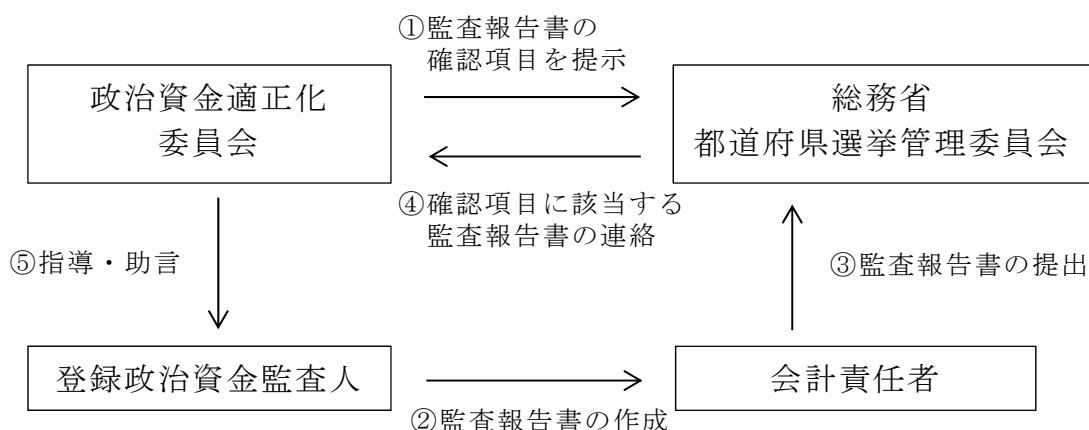 ①監査報告書の
確認項目を提示
政治資金適正化
委員会
総務省
都道府県選挙管理委員会
④確認項目に該当する
監査報告書の連絡
⑤指導・助言
③監査報告書の提出
登録政治資金監査人
会計責任者
②監査報告書の作成